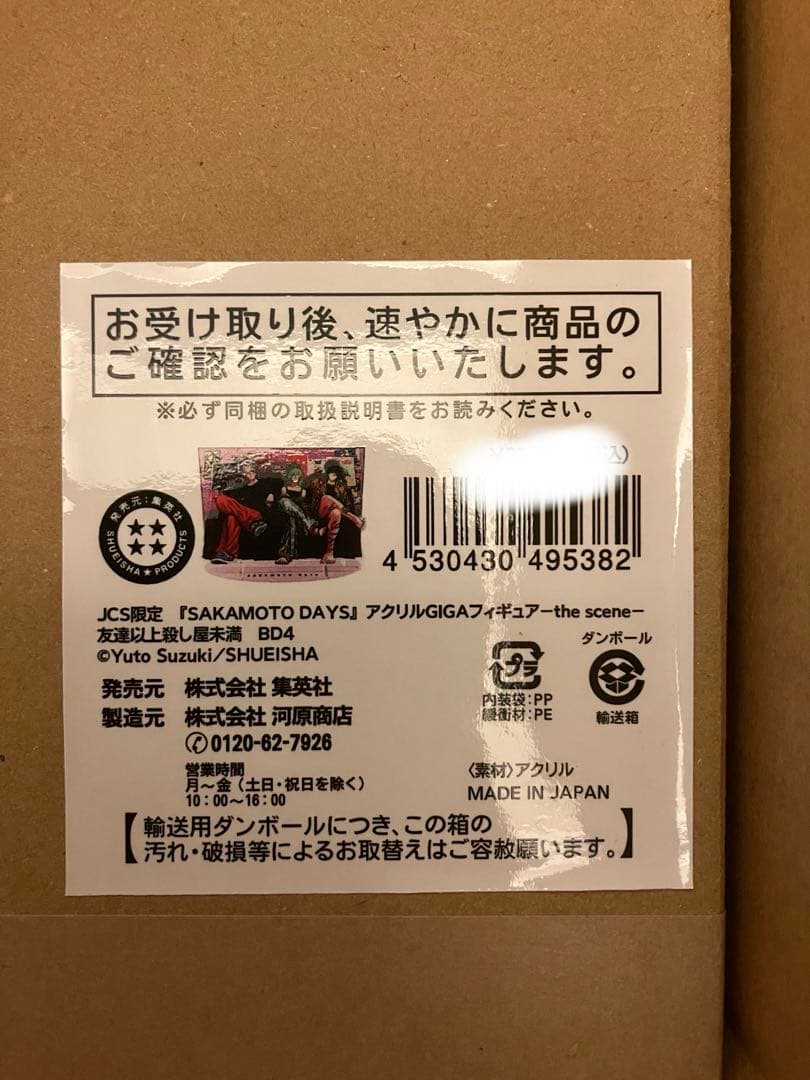 お受け取り後、速やかに商品の
ご確認をお願いいたします。
※必ず同梱の取扱説明書をお読みください。
発売元:集英社
SHUEISHA★PRODUCTS
SAKAMOTO DAYS
込)
4 530430 495382
JCS限定 『SAKAMOTO DAYS』 アクリルGIGAフィギュアーthe sceneー
友達以上殺し屋未満 BD4
©Yuto Suzuki/SHUEISHA
発売元 株式会社 集英社
製造元 株式会社 河原商店
✆0120-62-7926
営業時間
月〜金(土日・祝日を除く)
10:00〜16:00
プラ
内装袋:PP
緩衝材:PE
ダンボール
輸送箱
〈素材〉アクリル
MADE IN JAPAN
【輸送用ダンボールにつき、この箱の
汚れ・破損等によるお取替えはご容赦願います。】